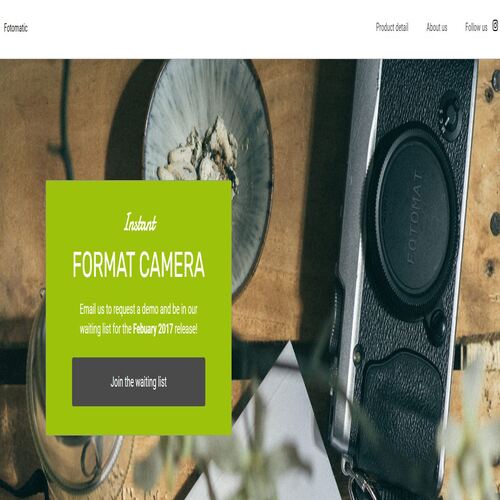 Fotomatic
Product detail
About us
Follow us
Instant
FORMAT CAMERA
Email us to request a demo and be in our
waiting list for the Febuary 2017 release!
Join the waiting list
FOTOMAT